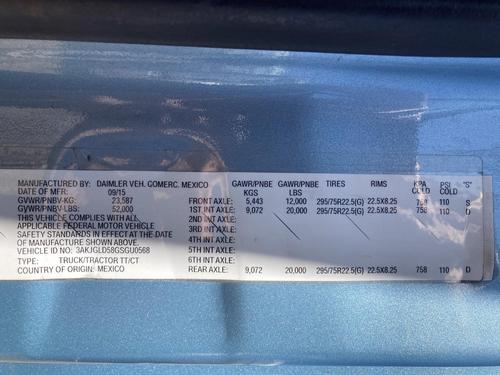 MANUFACTURED BY: DAIMLER VEH. COMERC. MEXICO GAWR/PNBE KGS GAWR/PNBE LBS TIRES RIMS KPA COLD PSI COLD "S"
DATE OF MFR: 09/15
GVWR/PNBV-KG: 23,587 FRONT AXLE: 5,443 12,000 295/75R22.5(G) 22.5X8.25 758 110 S
GVWR/PNBV-LBS: 52,000 1ST INT AXLE: 9,072 20,000 295/75R22.5(G) 22.5X8.25 758 110 D
THIS VEHICLE COMPLIES WITH ALL 2ND INT AXLE:
APPLICABLE FEDERAL MOTOR VEHICLE 3RD INT AXLE:
SAFETY STANDARDS IN EFFECT AT THE DATE 4TH INT AXLE:
OF MANUFACTURE SHOWN ABOVE.
VEHICLE ID NO: 3AKJGLD58GSGU0568 5TH INT AXLE:
TYPE: TRUCK/TRACTOR TT/CT 6TH INT AXLE:
COUNTRY OF ORIGIN: MEXICO REAR AXLE: 9,072 20,000 295/75R22.5(G) 22.5X8.25 758 110 D